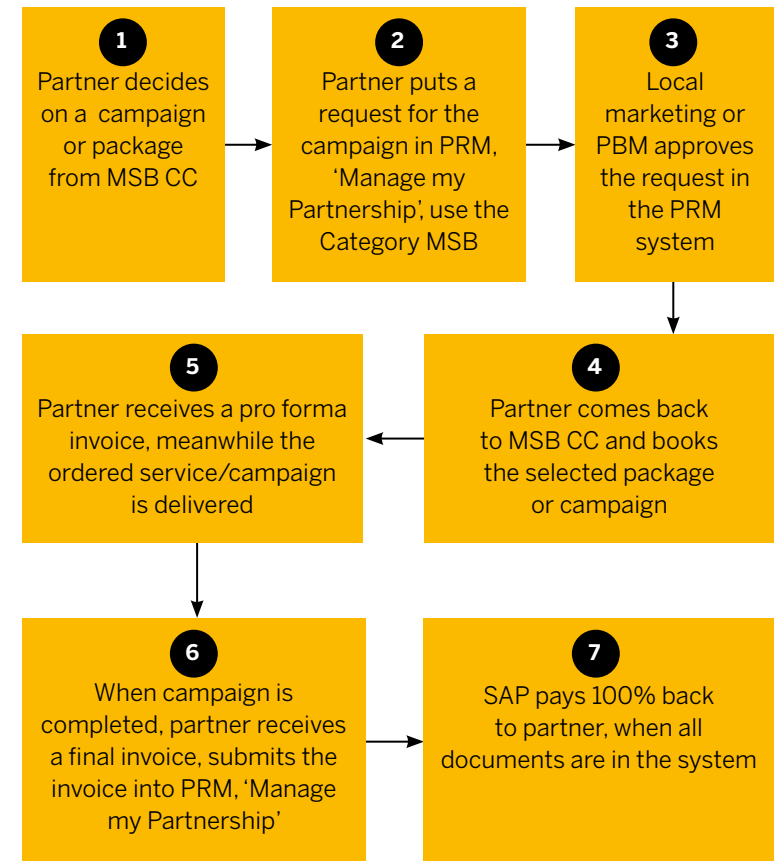 1
Partner decides
on a campaign
or package
from MSB CC
2
Partner puts a
request for the
campaign in PRM,
‘Manage my
Partnership’, use the
Category MSB
3
Local
marketing or
PBM approves
the request in
the PRM
system
4
Partner comes back
to MSB CC and books
the selected package
or campaign
5
Partner receives a pro forma
invoice, meanwhile the
ordered service/campaign
is delivered
6
When campaign is
completed, partner receives
a final invoice, submits the
invoice into PRM, ‘Manage
my Partnership’
7
SAP pays 100% back
to partner, when all
documents are in the system